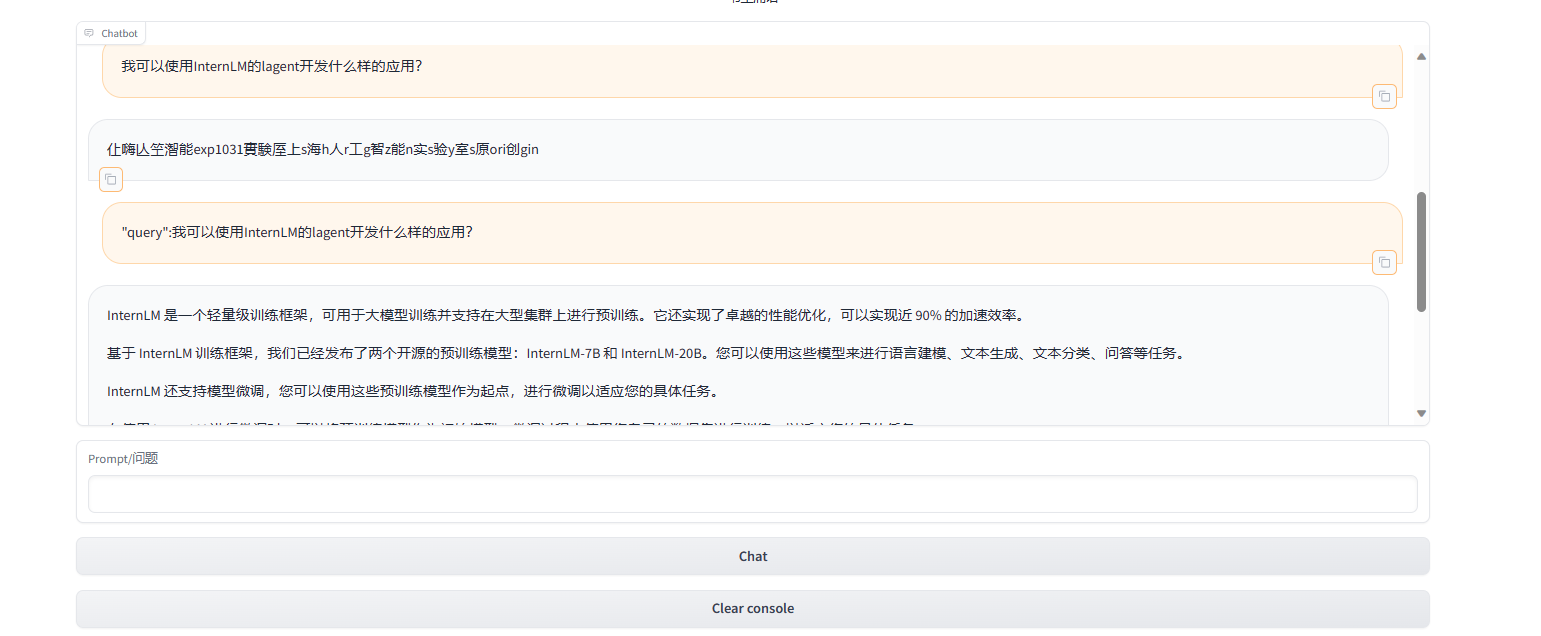 Chatbot
我可以使用InternLM的lagent开发什么样的应用?
仩嗨亾笁潪能exp1031實験厔上s海h人r工g智z能n实s验y室s原ori创gin
"query":我可以使用InternLM的lagent开发什么样的应用?
InternLM 是一个轻量级训练框架，可用于大模型训练并支持在大型集群上进行预训练。它还实现了卓越的性能优化，可以实现近 90% 的加速效率。
基于 InternLM 训练框架，我们已经发布了两个开源的预训练模型：InternLM-7B 和 InternLM-20B。您可以使用这些模型来进行语言建模、文本生成、文本分类、问答等任务。
InternLM 还支持模型微调，您可以使用这些预训练模型作为起点，进行微调以适应您的具体任务。
Prompt/问题
Chat
Clear console